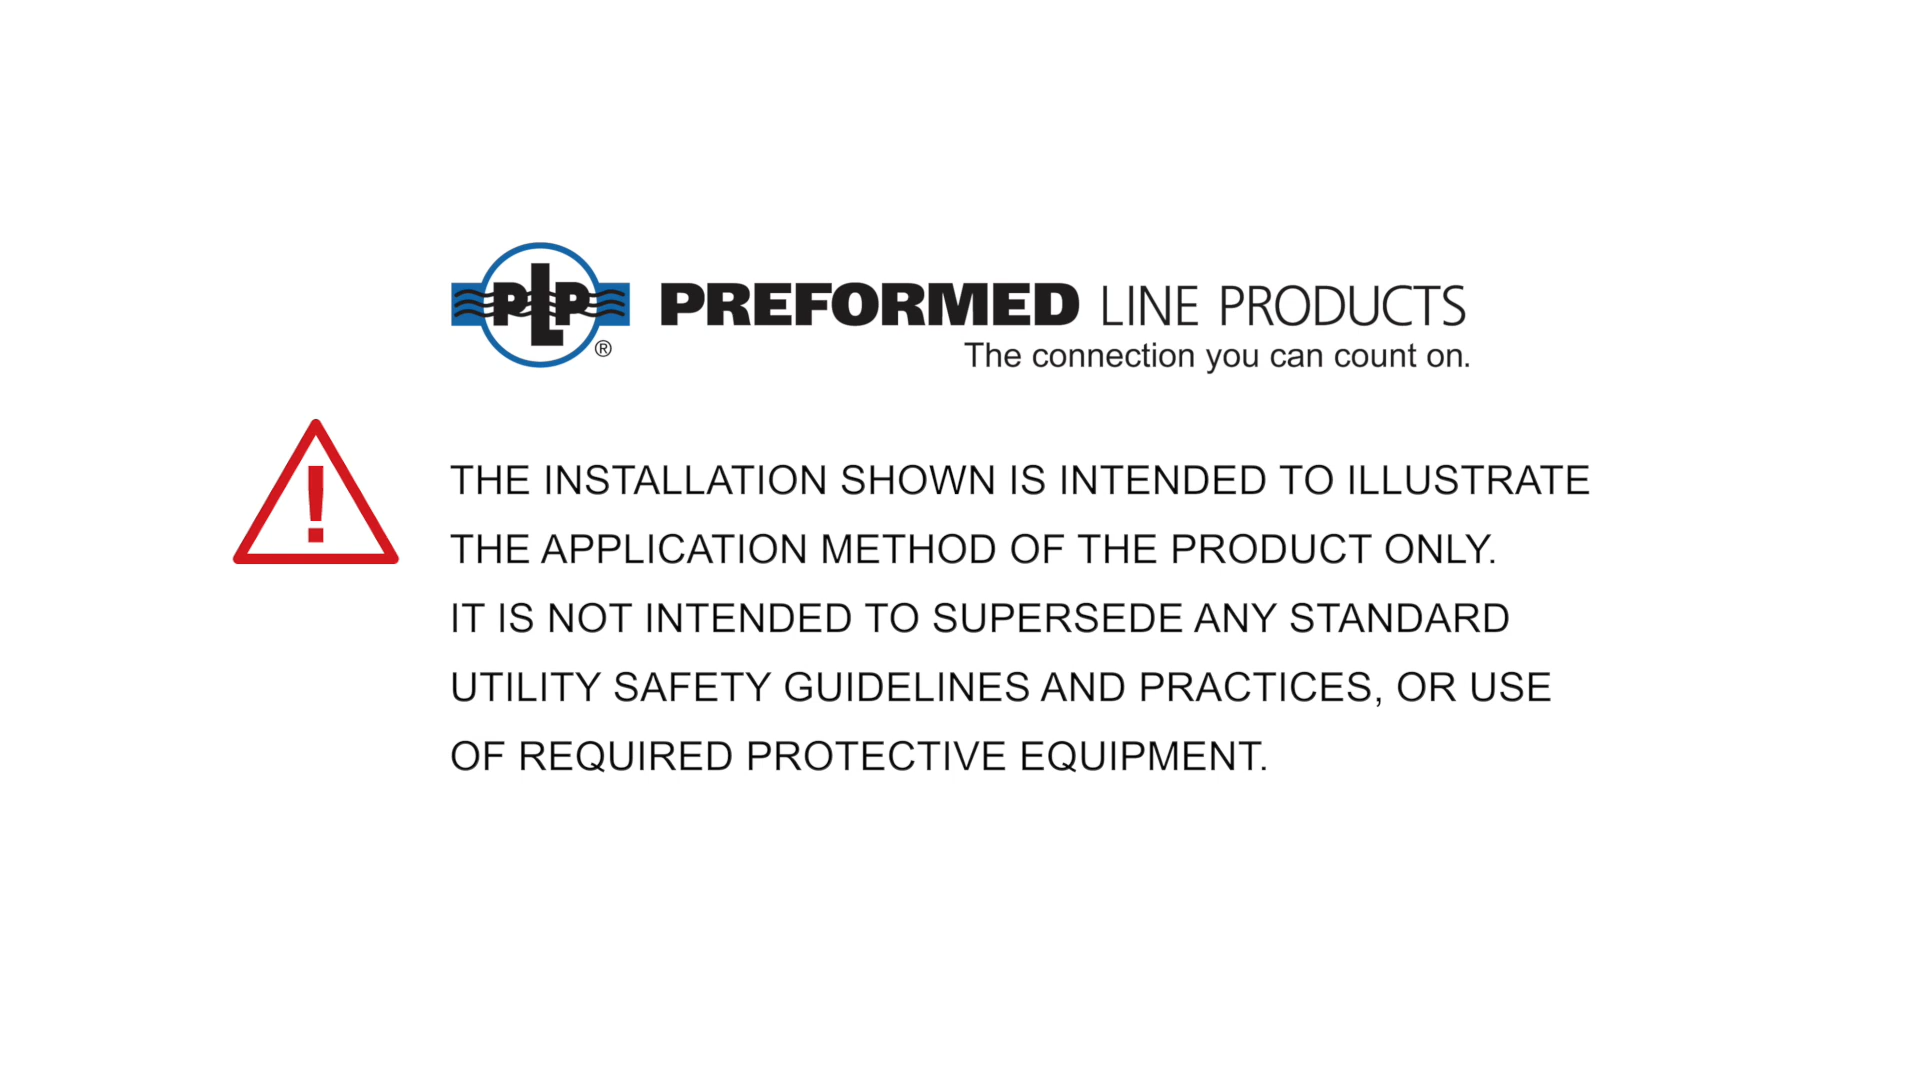 PLP®
PREFORMED LINE PRODUCTS
The connection you can count on.
!
THE INSTALLATION SHOWN IS INTENDED TO ILLUSTRATE
THE APPLICATION METHOD OF THE PRODUCT ONLY.
IT IS NOT INTENDED TO SUPERSEDE ANY STANDARD
UTILITY SAFETY GUIDELINES AND PRACTICES, OR USE
OF REQUIRED PROTECTIVE EQUIPMENT.